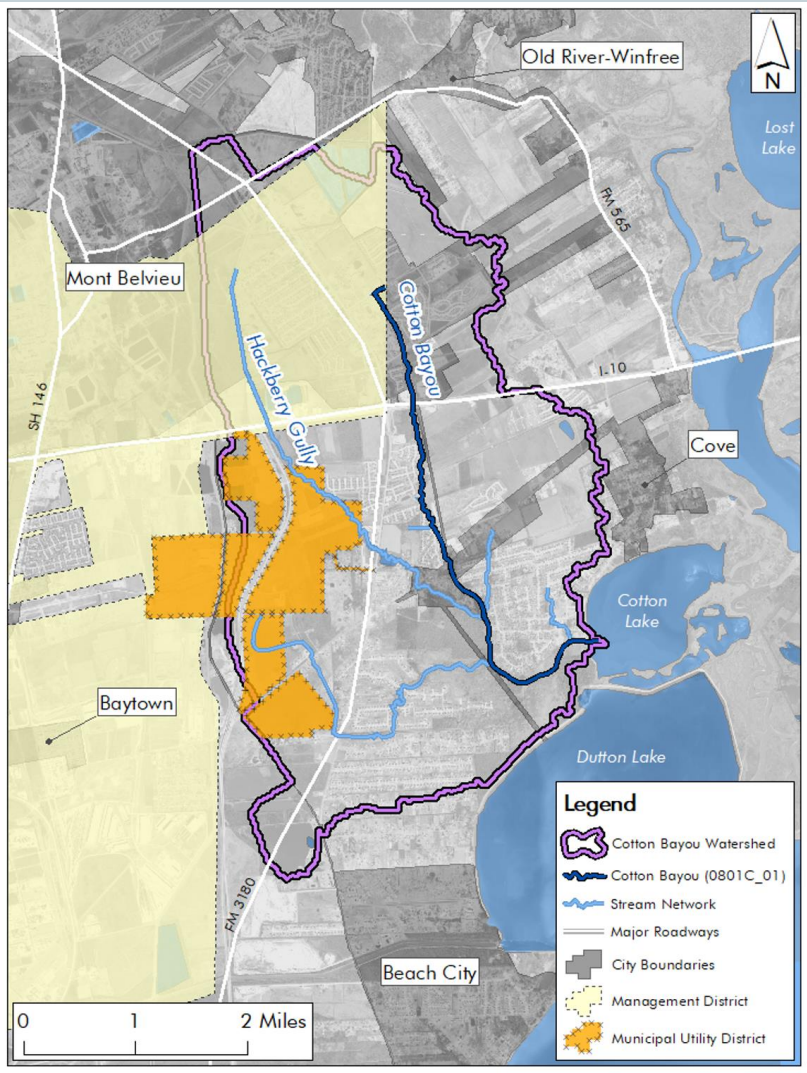 Old River-Winfree
N
Lost
Lake
FM 565
Mont Belvieu
Cotton Bayou
Hackberry Gully
I-10
SH 146
Cove
Cotton
Lake
Baytown
Dutton Lake
FM 3180
Beach City
Legend
Cotton Bayou Watershed
Cotton Bayou (0801C_01)
Stream Network
Major Roadways
City Boundaries
Management District
Municipal Utility District
0 1 2 Miles